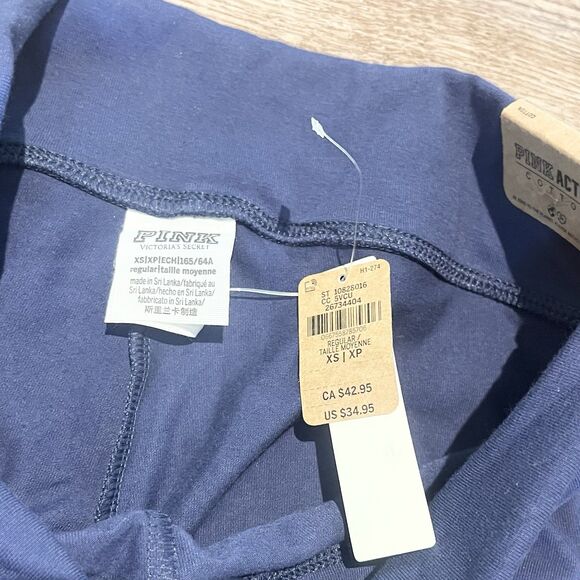 PINK
VICTORIA'S SECRET
XS|XP|ECH|165/64A
regular|taille moyenne
made in Sri Lanka/fabriqué au
Sri Lanka/hecho en Sri Lanka/
fabbricato in Sri Lanka/
斯里兰卡制造
H1-274
ST 10825016
CC 5VCU
26734404
REGULAR /
TAILLE MOYENNE
XS | XP
CA $42.95
US $34.95
COTTON
PINK ACT
COTTO